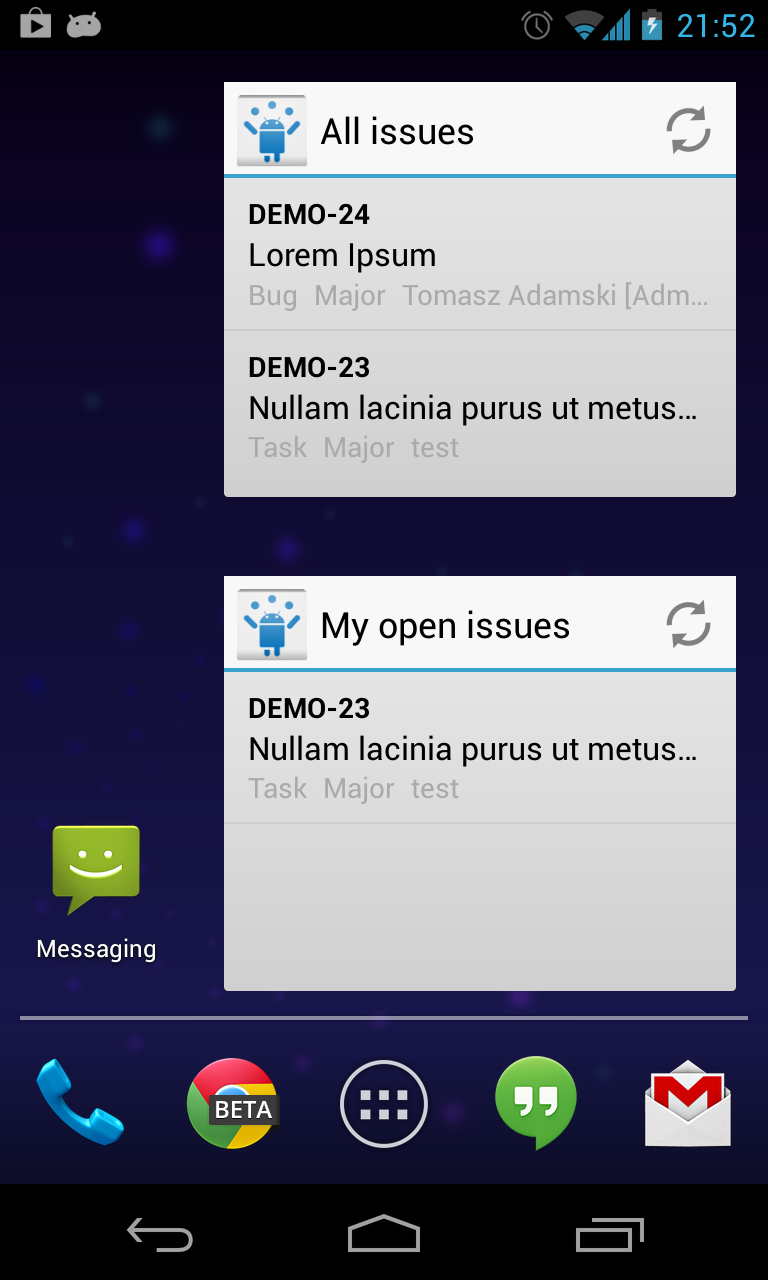 21:52
All issues
DEMO-24
Lorem Ipsum
Bug Major Tomasz Adamski [Adm...
DEMO-23
Nullam lacinia purus ut metus...
Task Major test
My open issues
DEMO-23
Nullam lacinia purus ut metus...
Task Major test
Messaging
BETA